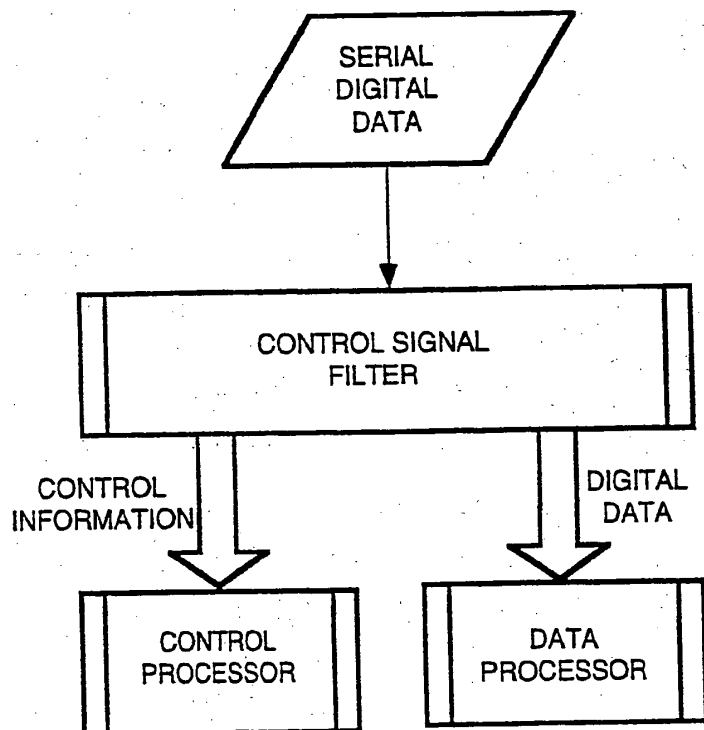 SERIAL
DIGITAL
DATA
CONTROL SIGNAL
FILTER
CONTROL
INFORMATION
DIGITAL
DATA
CONTROL
PROCESSOR
DATA
PROCESSOR